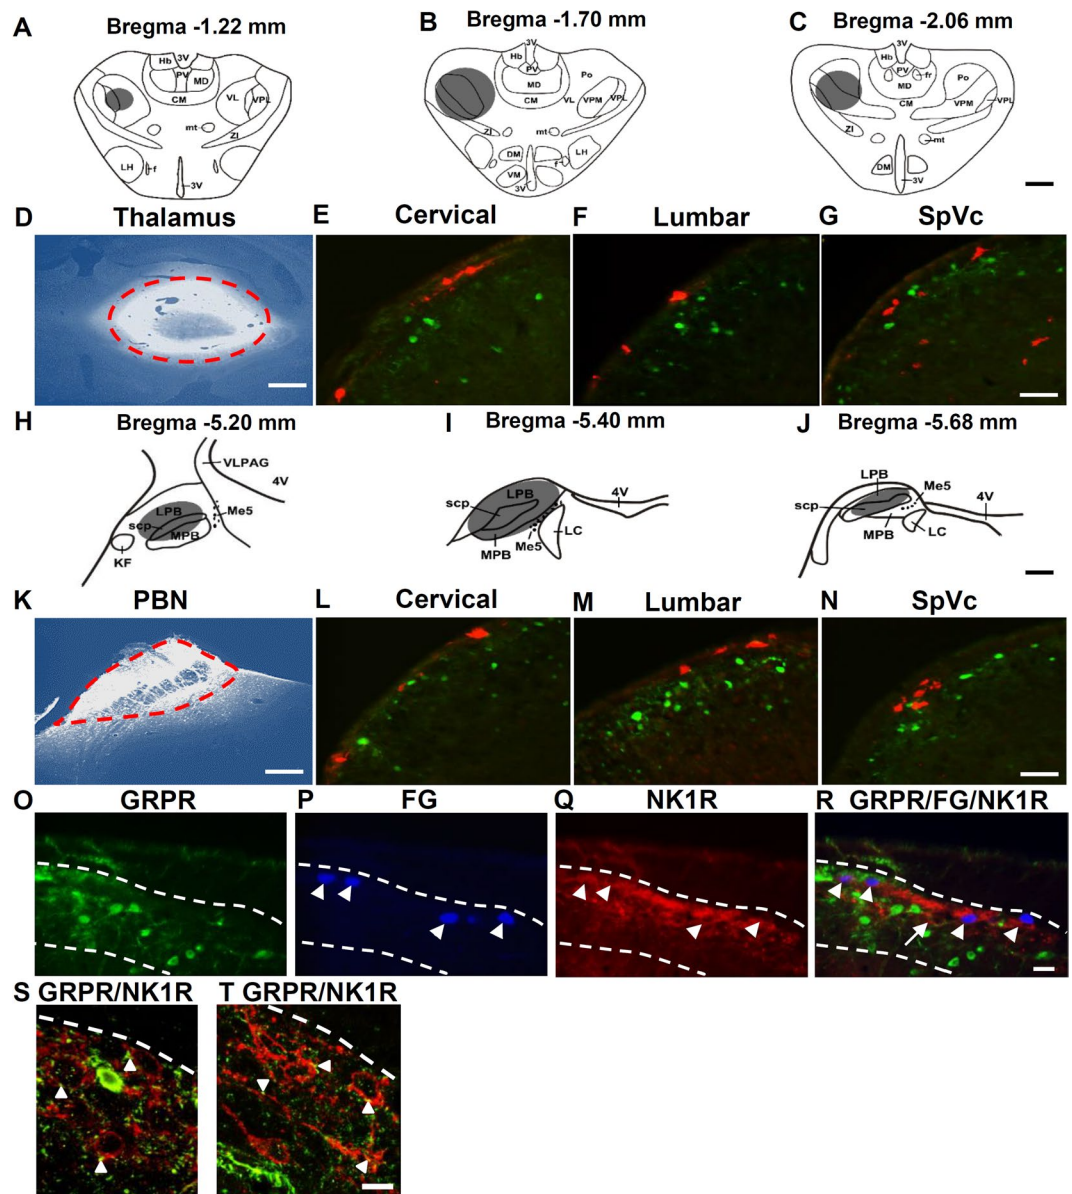 A Bregma -1.22 mm
Hb 3V
PV MD
CM
VL VPL
mt ZI
LH f
3V
B Bregma -1.70 mm
3V
Hb
PV
MD Po
CM VL VPM VPL
ZI mt
DM LH
VM f
3V
C Bregma -2.06 mm
3V
Hb
PV
MD fr Po
CM VPM VPL
ZI mt
DM
3V
D Thalamus
E Cervical
F Lumbar
G SpVc
H Bregma -5.20 mm
VLPAG
4V
LPB
scp Me5
MPB
KF
I Bregma -5.40 mm
LPB
scp 4V
MPB Me5 LC
J Bregma -5.68 mm
LPB Me5
scp 4V
MPB LC
K PBN
L Cervical
M Lumbar
N SpVc
O GRPR
P FG
Q NK1R
R GRPR/FG/NK1R
S GRPR/NK1R
T GRPR/NK1R